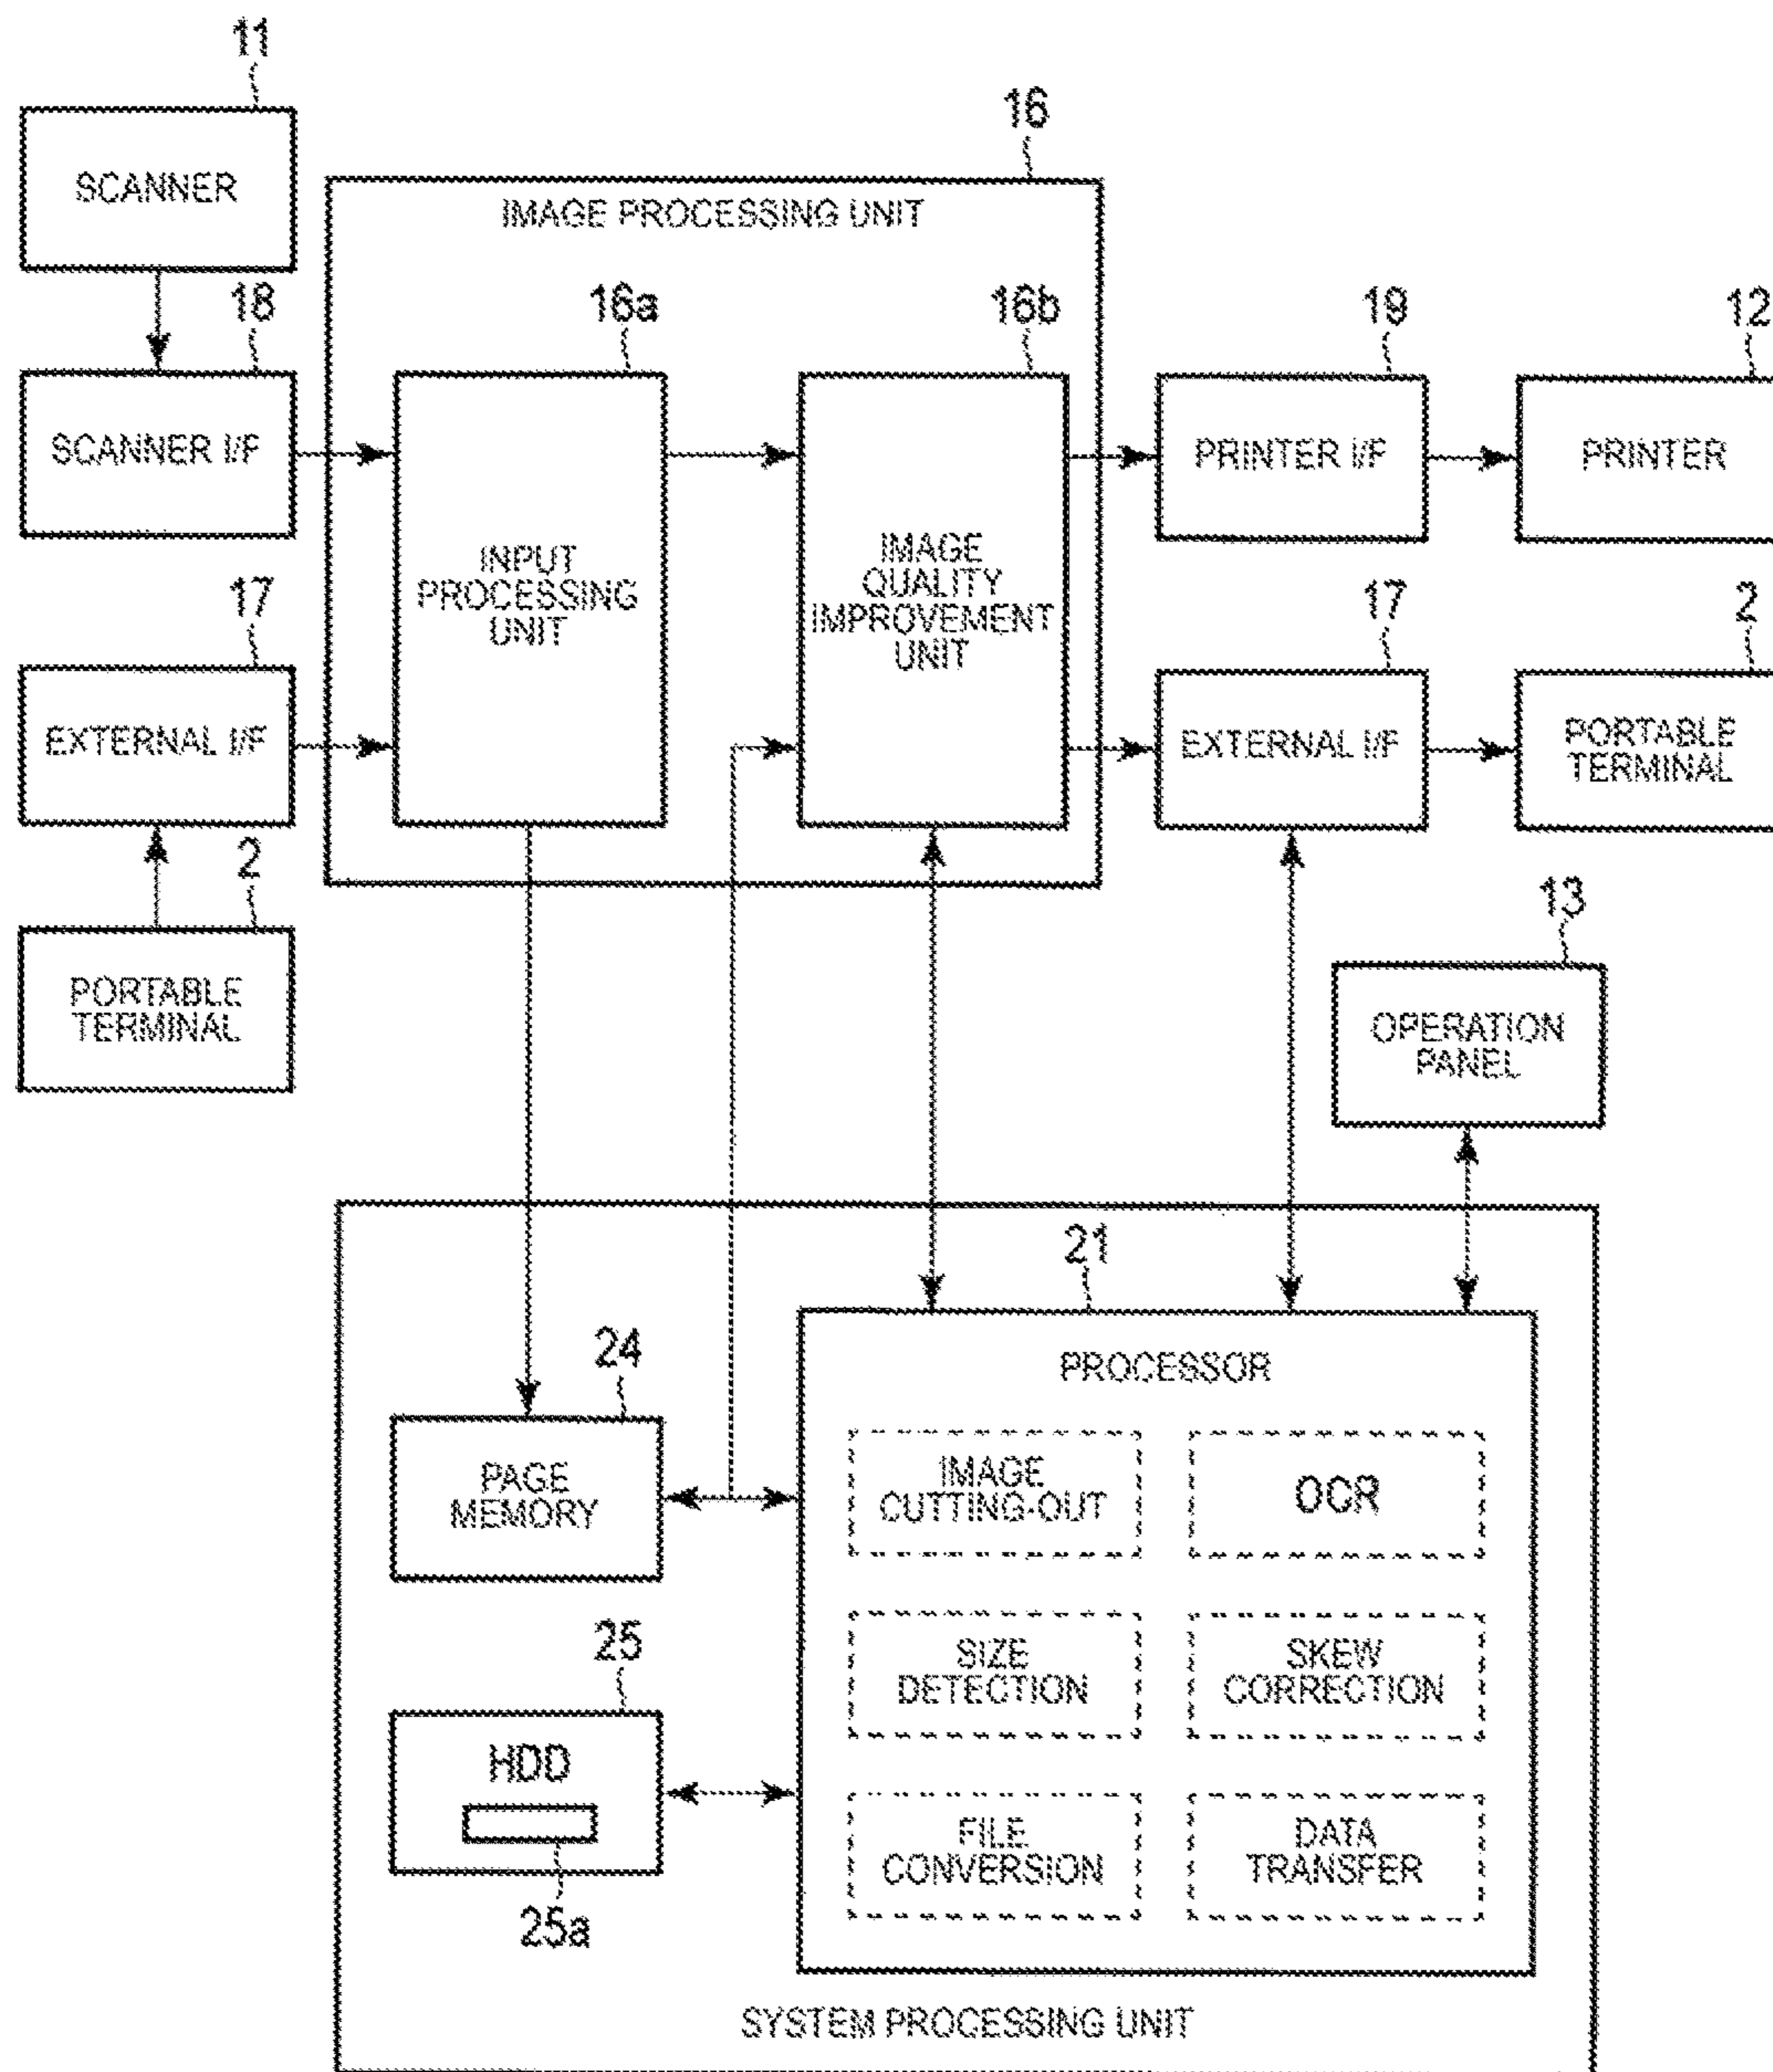 11
SCANNER
16
IMAGE PROCESSING UNIT
18
SCANNER I/F
16a
INPUT
PROCESSING
UNIT
16b
IMAGE
QUALITY
IMPROVEMENT
UNIT
19
PRINTER I/F
12
PRINTER
17
EXTERNAL I/F
17
EXTERNAL I/F
2
PORTABLE
TERMINAL
2
PORTABLE
TERMINAL
13
OPERATION
PANEL
21
PROCESSOR
24
PAGE
MEMORY
IMAGE
CUTTING-OUT
OCR
25
HDD
25a
SIZE
DETECTION
SKEW
CORRECTION
FILE
CONVERSION
DATA
TRANSFER
SYSTEM PROCESSING UNIT